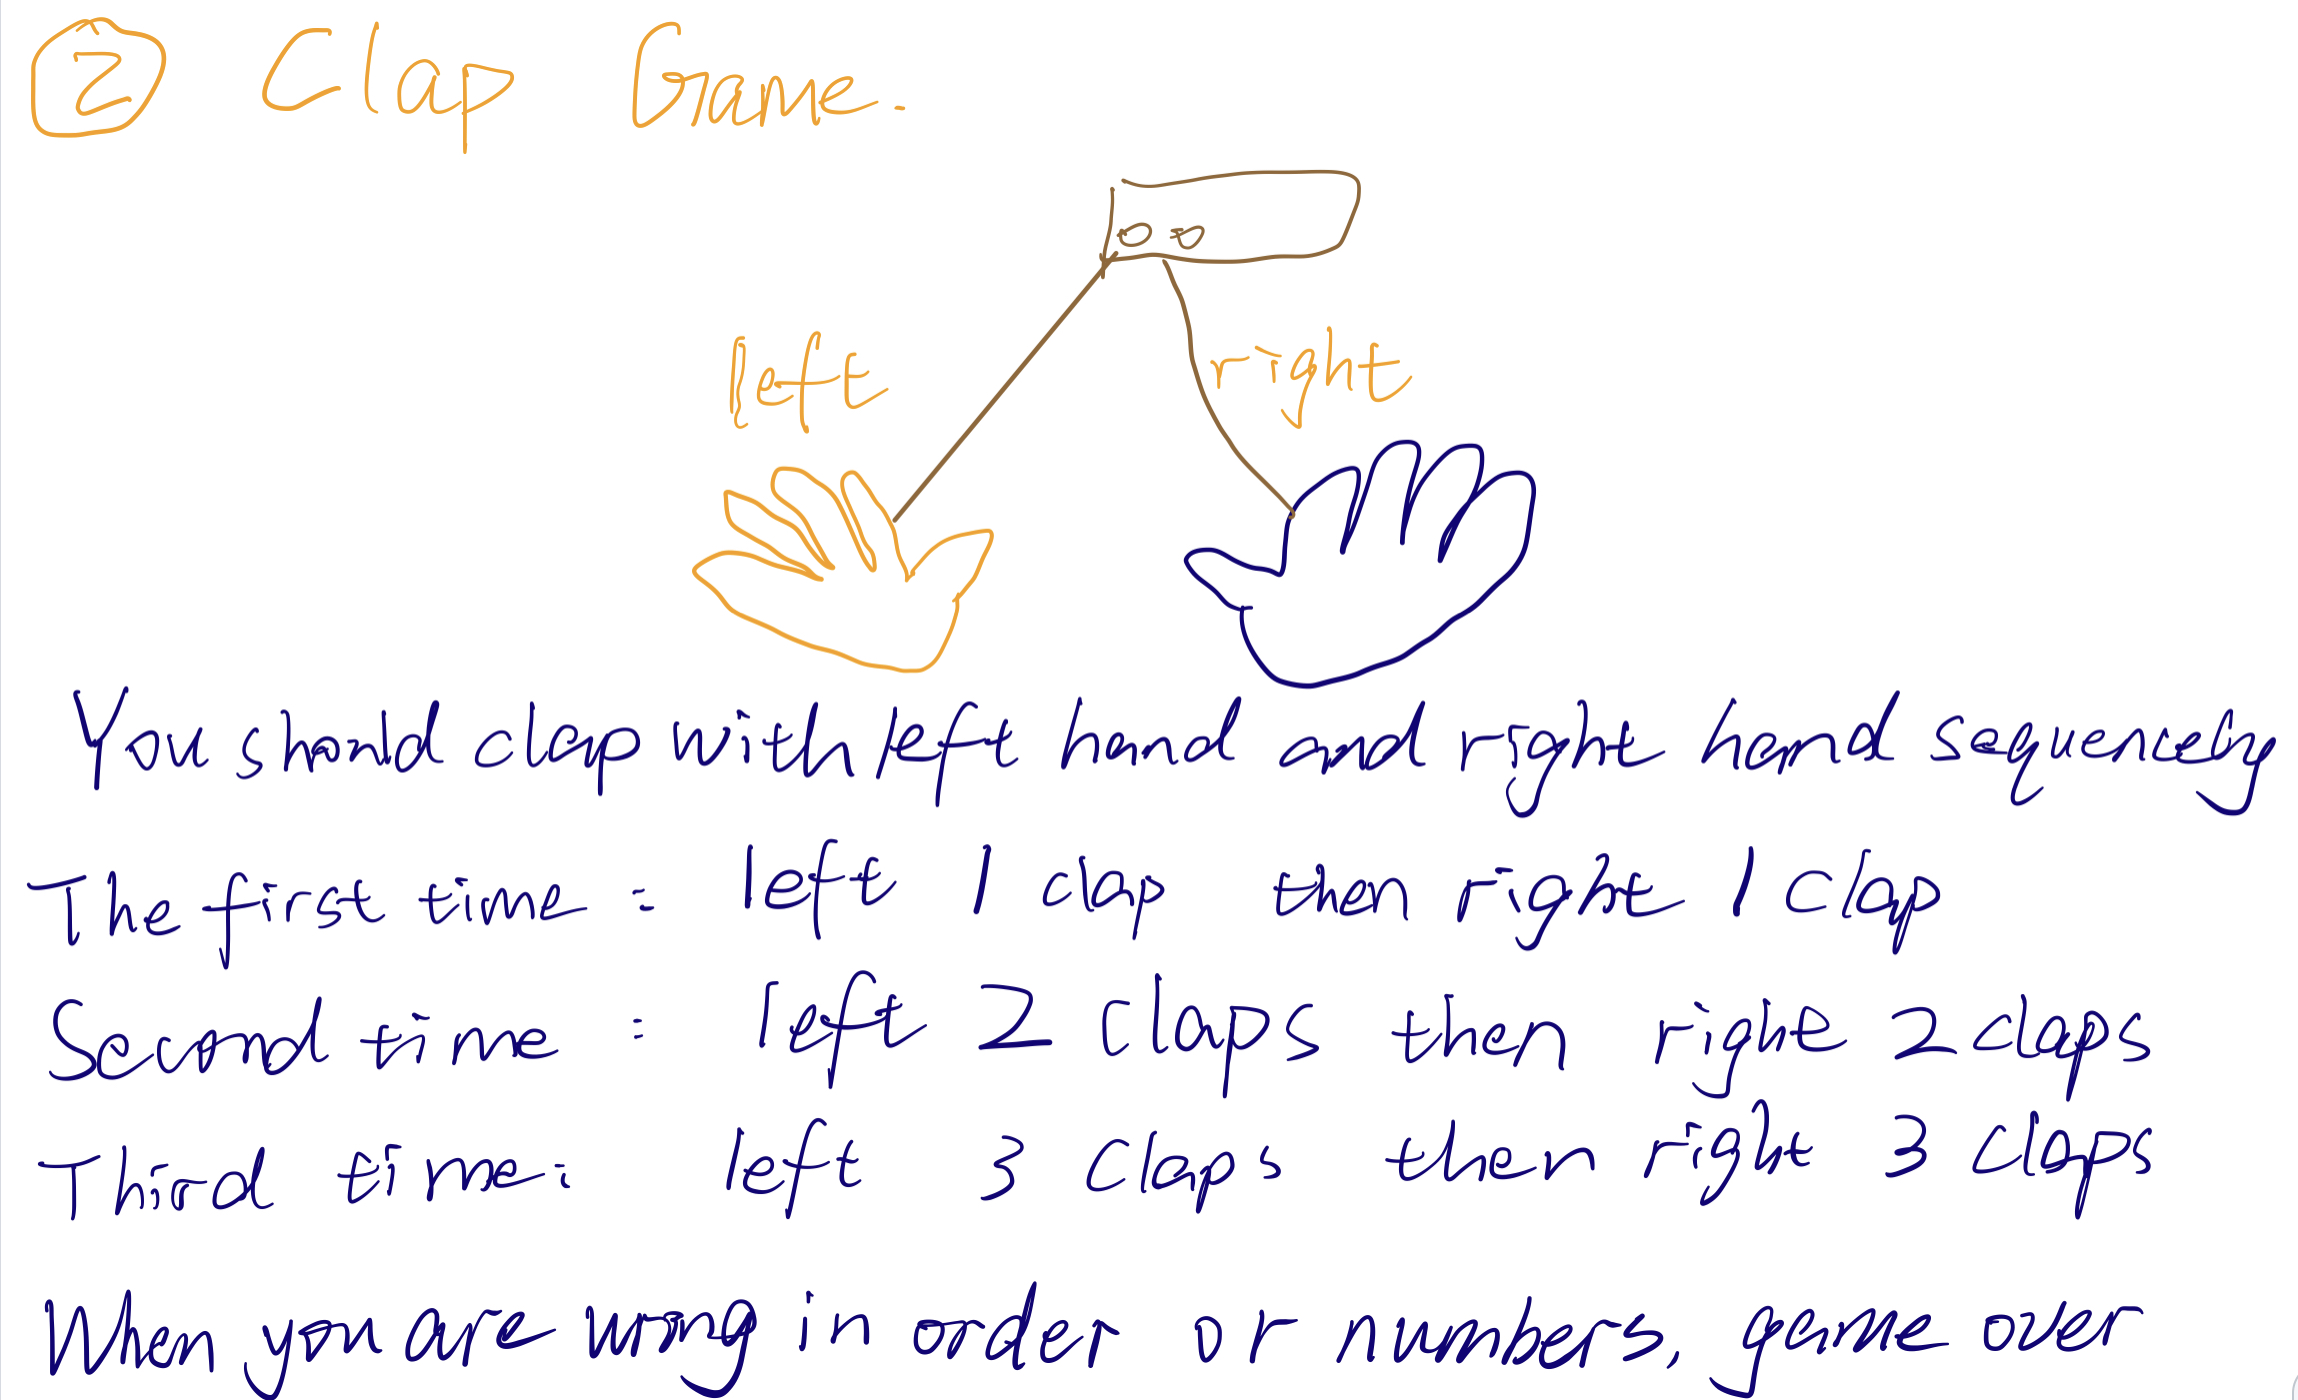 2 Clap Game.
left right
You should clap with left hand and right hand sequencely
The first time : left 1 clap then right 1 clap
Second time : left 2 claps then right 2 claps
Third time : left 3 claps then right 3 claps
When you are wrong in order or numbers, game over